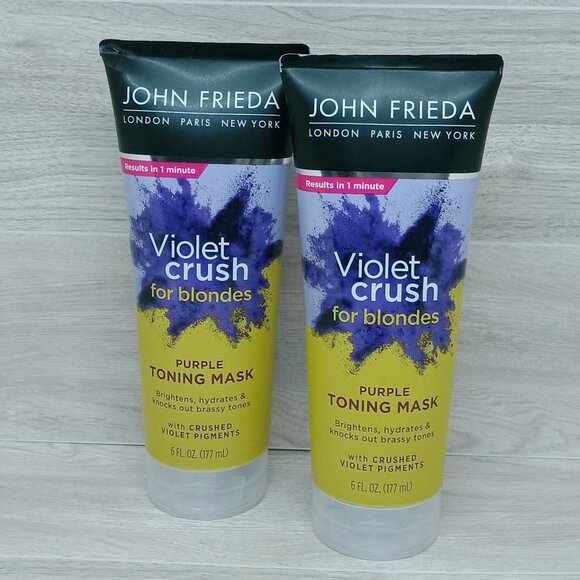 JOHN FRIEDA
LONDON PARIS NEW YORK
Results in 1 minute
Violet
crush
for blondes
PURPLE
TONING MASK
Brightens, hydrates &
knocks out brassy tones
with CRUSHED
VIOLET PIGMENTS
6 FL. OZ. (177 mL)
JOHN FRIEDA
LONDON PARIS NEW YORK
Results in 1 minute
Violet
crush
for blondes
PURPLE
TONING MASK
Brightens, hydrates &
knocks out brassy tones
with CRUSHED
VIOLET PIGMENTS
6 FL. OZ. (177 mL)